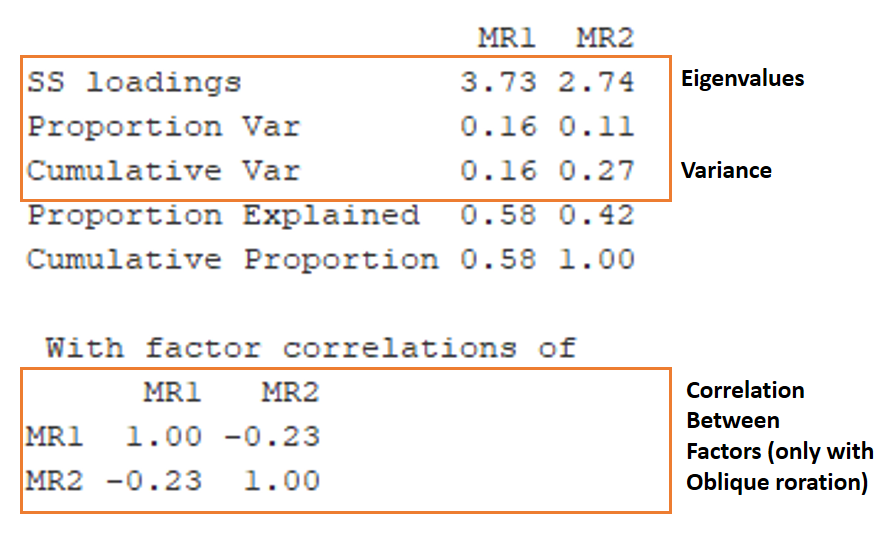 MR1 MR2
SS loadings 3.73 2.74 Eigenvalues
Proportion Var 0.16 0.11
Cumulative Var 0.16 0.27 Variance
Proportion Explained 0.58 0.42
Cumulative Proportion 0.58 1.00
With factor correlations of
MR1 MR2
MR1 1.00 -0.23
MR2 -0.23 1.00
Correlation
Between
Factors (only with
Oblique roration)